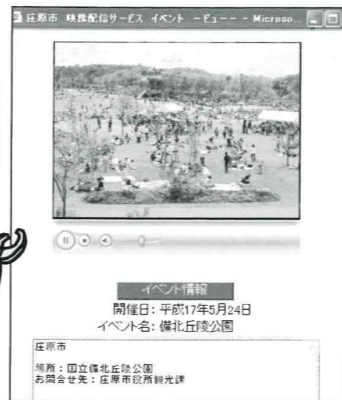 庄原市 映像配信サービス イベント ービューー - Microso...
イベント情報
開催日: 平成17年5月24日
イベント名: 備北丘陵公園
庄原市
場所：国立備北丘陵公園
お問合せ先：庄原市役所観光課